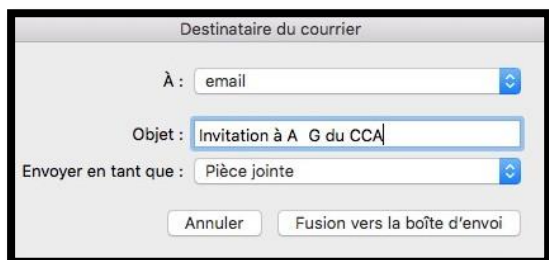 Destinataire du courrier
À : email
Objet : Invitation à A G du CCA
Envoyer en tant que : Pièce jointe
Annuler Fusion vers la boîte d'envoi